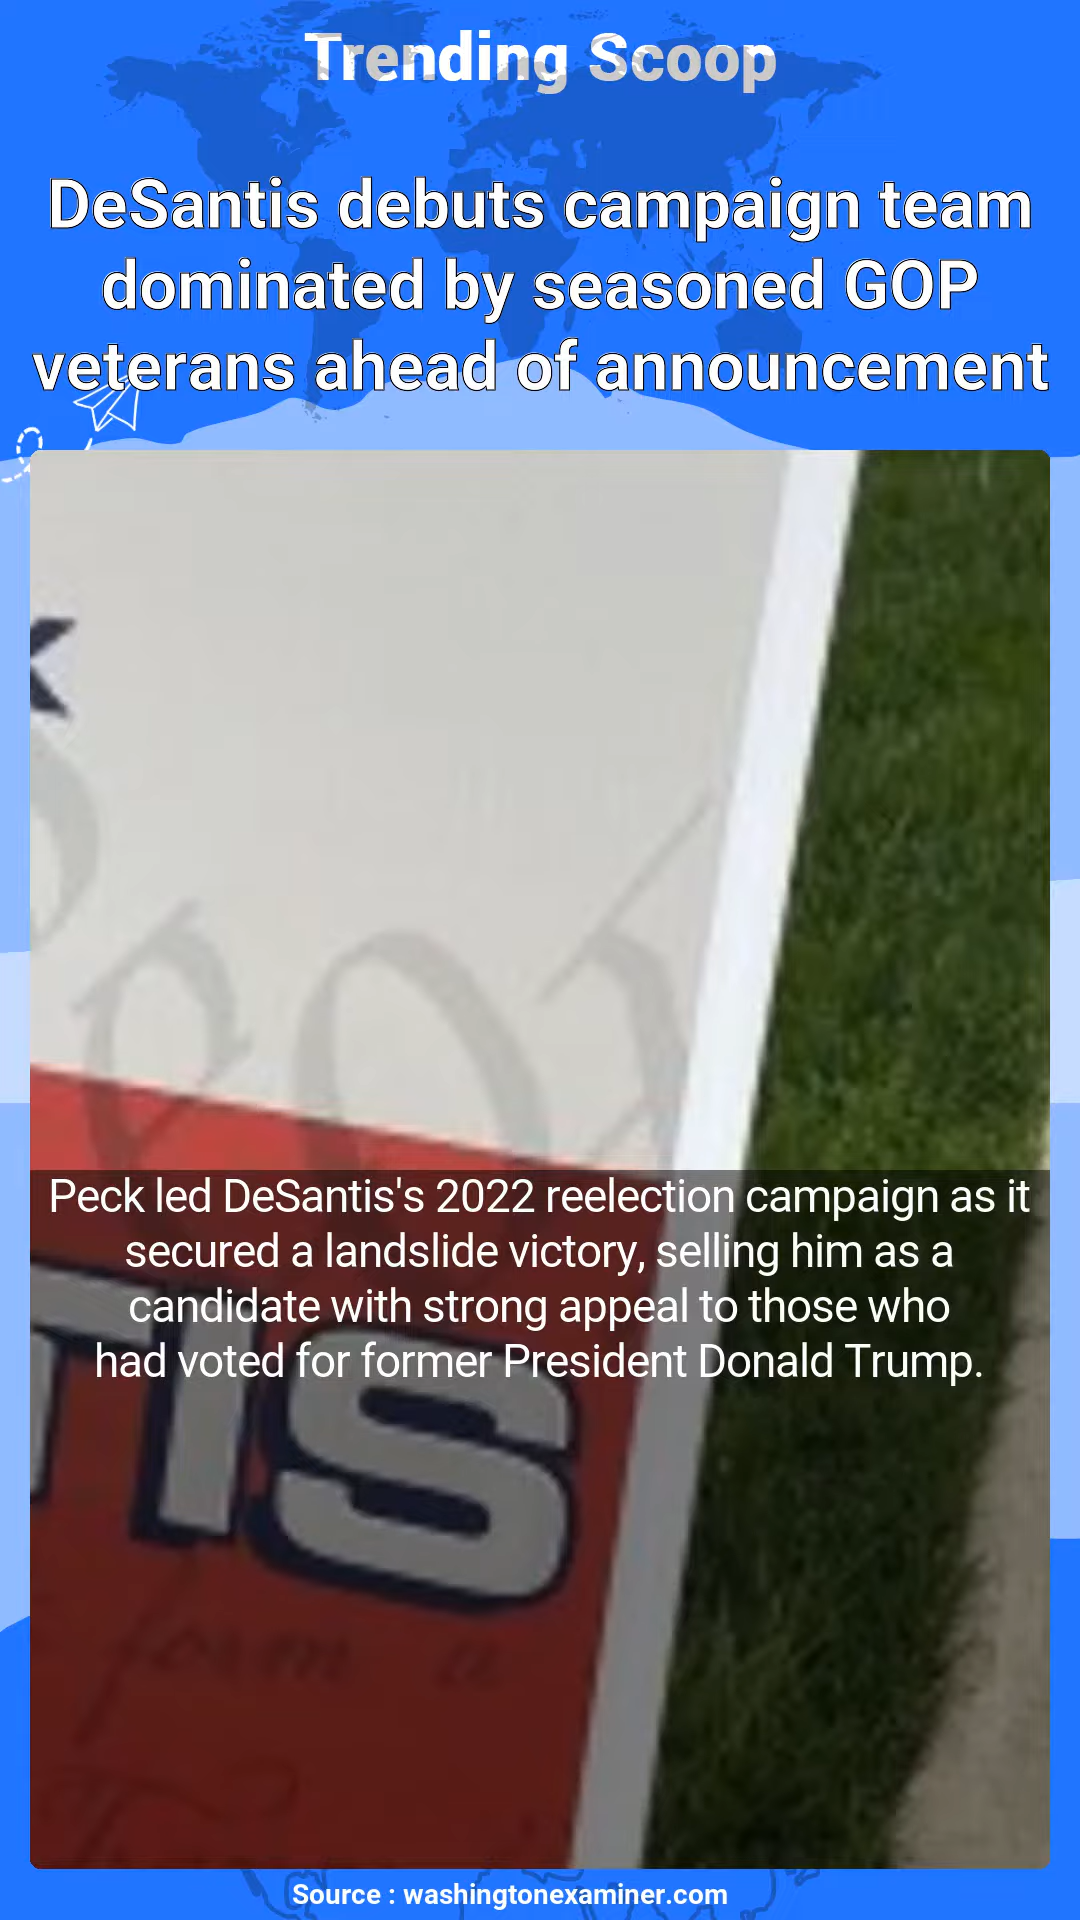 Trending Scoop
DeSantis debuts campaign team
dominated by seasoned GOP
veterans ahead of announcement
Peck led DeSantis's 2022 reelection campaign as it
secured a landslide victory, selling him as a
candidate with strong appeal to those who
had voted for former President Donald Trump.
TIS
Source : washingtonexaminer.com